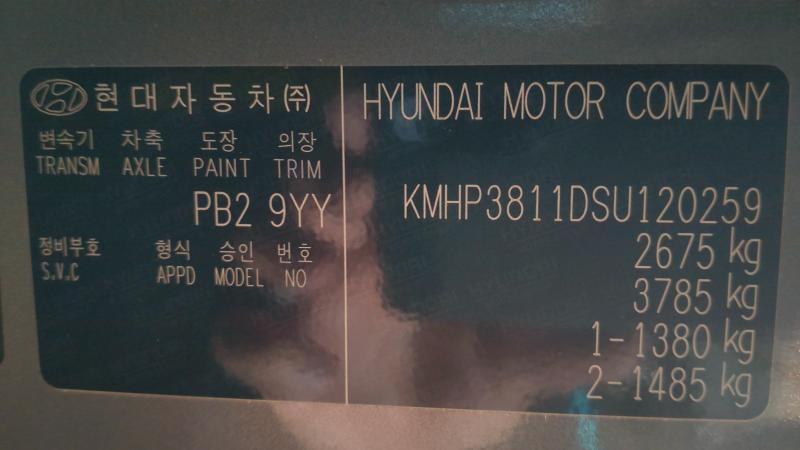 현대자동차㈜
변속기 차축 도장 의장
TRANSM AXLE PAINT TRIM
PB2 9YY
정비부호 형식 승인 번호
S.V.C APPD MODEL NO
HYUNDAI MOTOR COMPANY
KMHP3811DSU120259
2675 kg
3785 kg
1-1380 kg
2-1485 kg